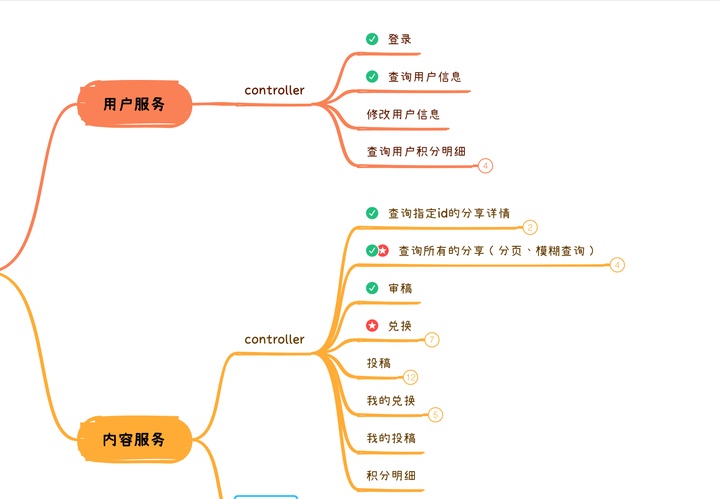 登录
查询用户信息
修改用户信息
查询用户积分明细
4
controller
用户服务
查询指定id的分享详情
2
查询所有的分享（分页、模糊查询）
4
审稿
兑换
7
投稿
12
我的兑换
5
我的投稿
积分明细
controller
内容服务